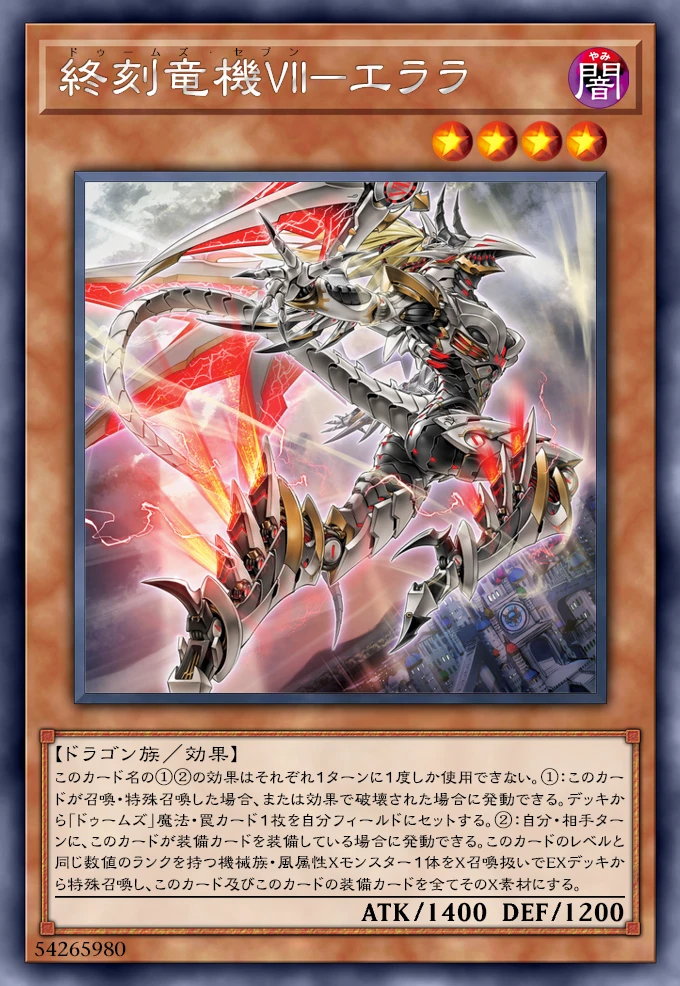 ドゥームズ・セブン
終刻竜機Ⅶ－エララ
やみ
闇
【ドラゴン族／効果】
このカード名の①②の効果はそれぞれ1ターンに1度しか使用できない。①：このカー
ドが召喚・特殊召喚した場合、または効果で破壊された場合に発動できる。デッキか
ら「ドゥームズ」魔法・罠カード1枚を自分フィールドにセットする。②：自分・相手ター
ンに、このカードが装備カードを装備している場合に発動できる。このカードのレベルと
同じ数値のランクを持つ機械族・風属性Xモンスター1体をX召喚扱いでEXデッキか
ら特殊召喚し、このカード及びこのカードの装備カードを全てそのX素材にする。
ATK/1400 DEF/1200
54265980